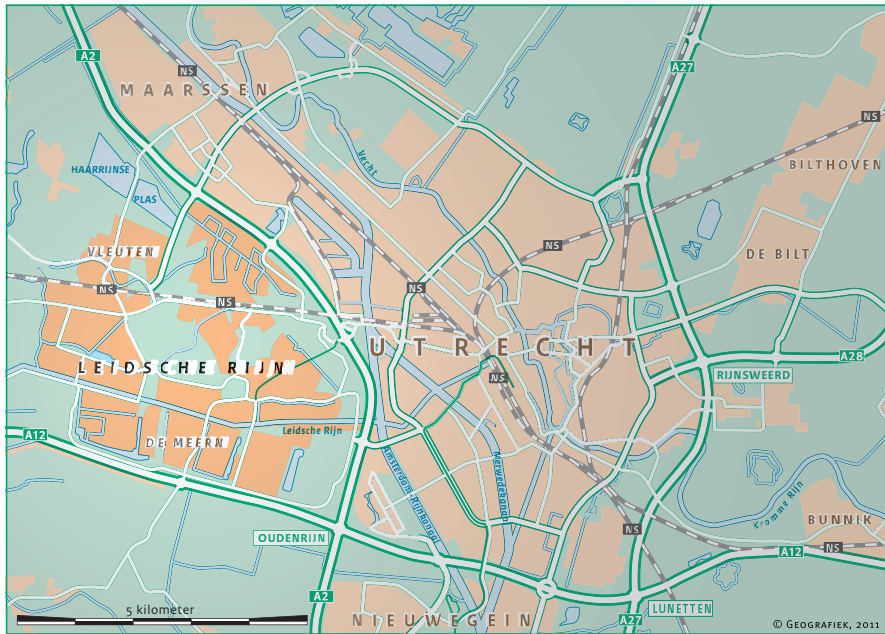 A2
NS
MAARSSEN
A27
NS
Vecht
BILTHOVEN
HAARRIJNSE
PLAS
VLEUTEN
NS
DE BILT
NS
NS
NS
UTRECHT
A28
LEIDSCHE RIJN
NS
RIJNSWEERD
Leidsche Rijn
A12
DE MEERN
Amsterdam-Rijnkanaal
Merwedekanaal
Kromme Rijn
BUNNIK
OUDENRIJN
NS
NS
A12
A2
5 kilometer
NIEUWEGEIN
LUNETTEN
A27
© GEOGRAFIEK, 2011